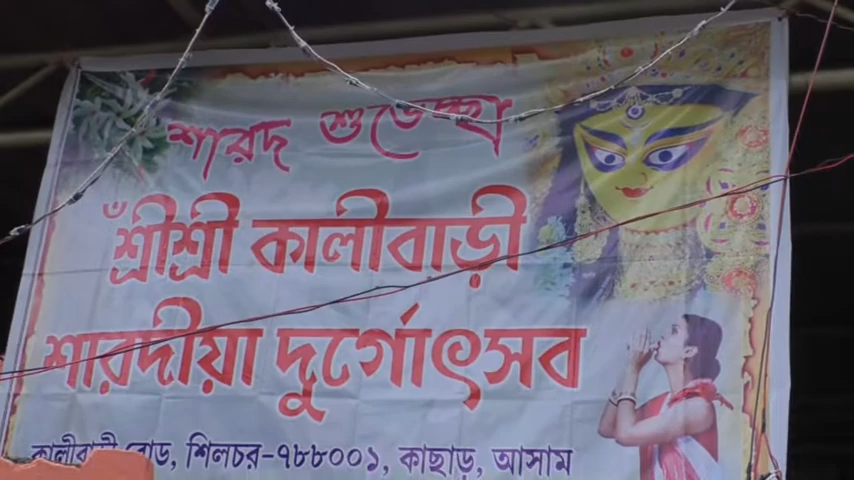 শারদ শুভেচ্ছা
ঁশ্রীশ্রী কালীবাড়ী
শারদীয়া দুর্গোৎসব
কালীবাড়ী রোড, শিলচর-৭৮৮০০১, কাছাড়, আসাম